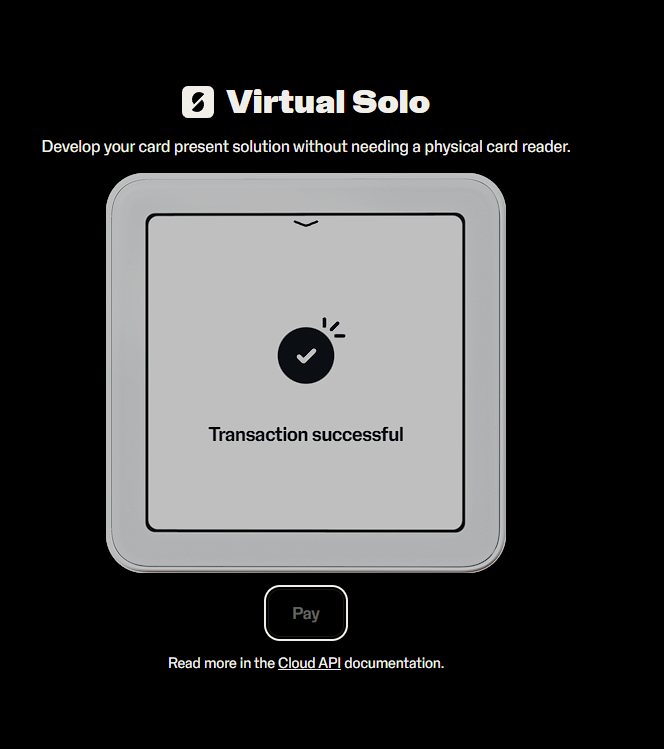 Virtual Solo
Develop your card present solution without needing a physical card reader.
Transaction successful
Pay
Read more in the Cloud API documentation.